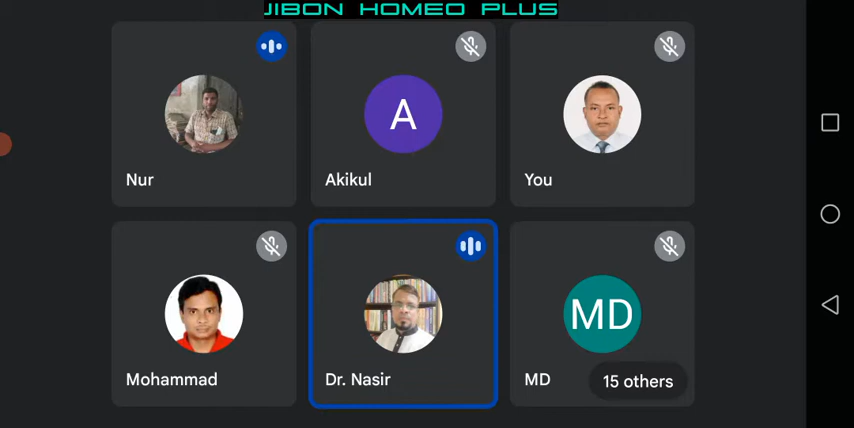 JIBON HOMEO PLUS
A
Nur
Akikul
You
MD
Mohammad
Dr. Nasir
MD
15 others